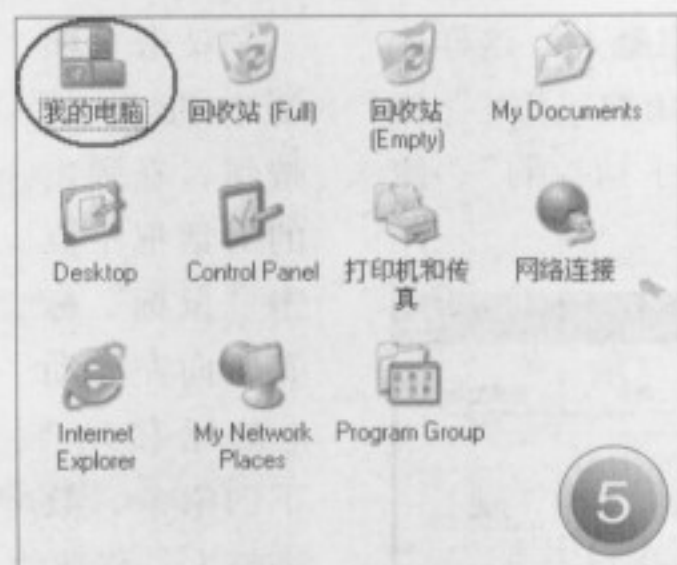 我的电脑
回收站 (Full)
回收站
(Empty)
My Documents
Desktop
Control Panel
打印机和传
真
网络连接
Internet
Explorer
My Network
Places
Program Group
5